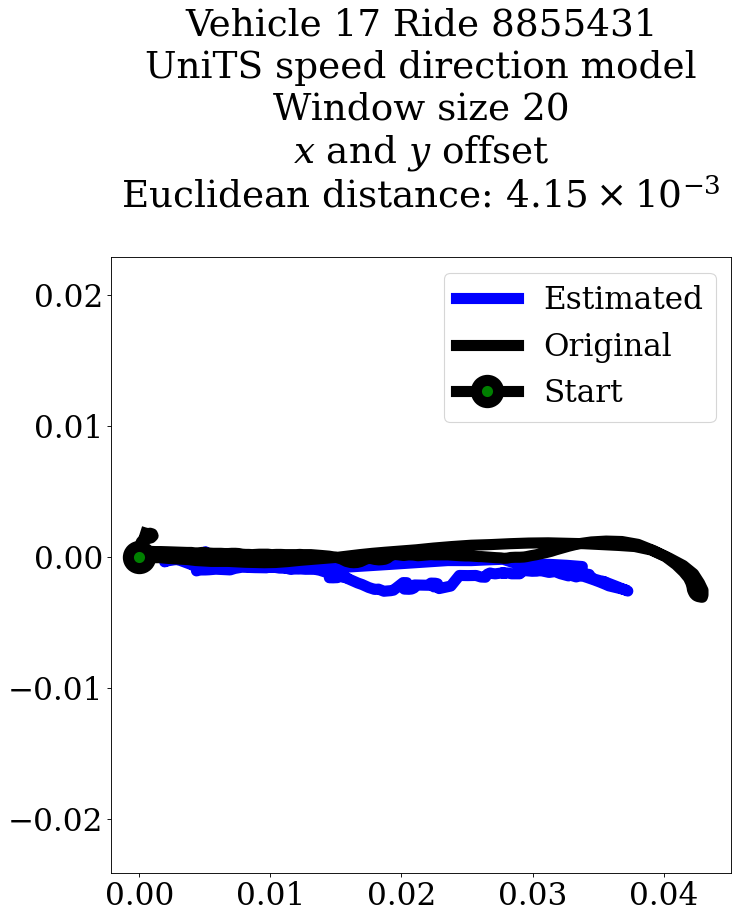 Vehicle 17 Ride 8855431
UniTS speed direction model
Window size 20
x and y offset
Euclidean distance: 4.15 × 10⁻³
Estimated
Original
Start
0.02
0.01
0.00
−0.01
−0.02
0.00 0.01 0.02 0.03 0.04